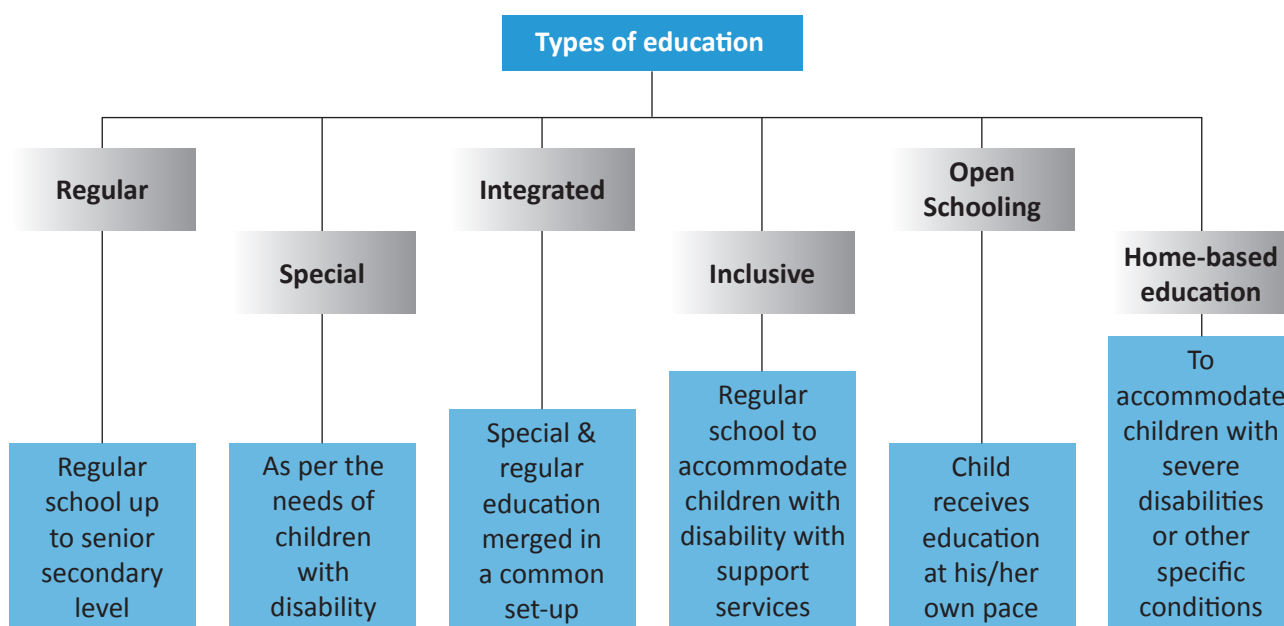 Types of education
Regular
Special
Integrated
Inclusive
Open
Schooling
Home-based
education
Regular
school up
to senior
secondary
level
As per the
needs of
children
with
disability
Special &
regular
education
merged in
a common
set-up
Regular
school to
accommodate
children with
disability with
support
services
Child
receives
education
at his/her
own pace
To
accommodate
children with
severe
disabilities
or other
specific
conditions